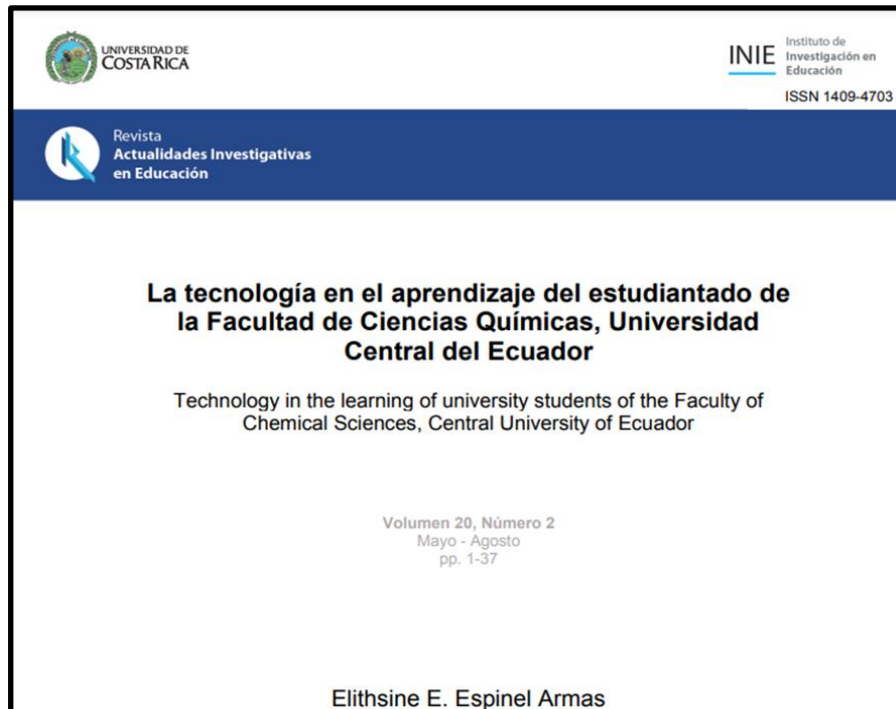 UNIVERSIDAD DE
COSTA RICA
INIE
Instituto de
Investigación en
Educación
ISSN 1409-4703
Revista
Actualidades Investigativas
en Educación
La tecnología en el aprendizaje del estudiantado de
la Facultad de Ciencias Químicas, Universidad
Central del Ecuador
Technology in the learning of university students of the Faculty of
Chemical Sciences, Central University of Ecuador
Volumen 20, Número 2
Mayo - Agosto
pp. 1-37
Elithsine E. Espinel Armas